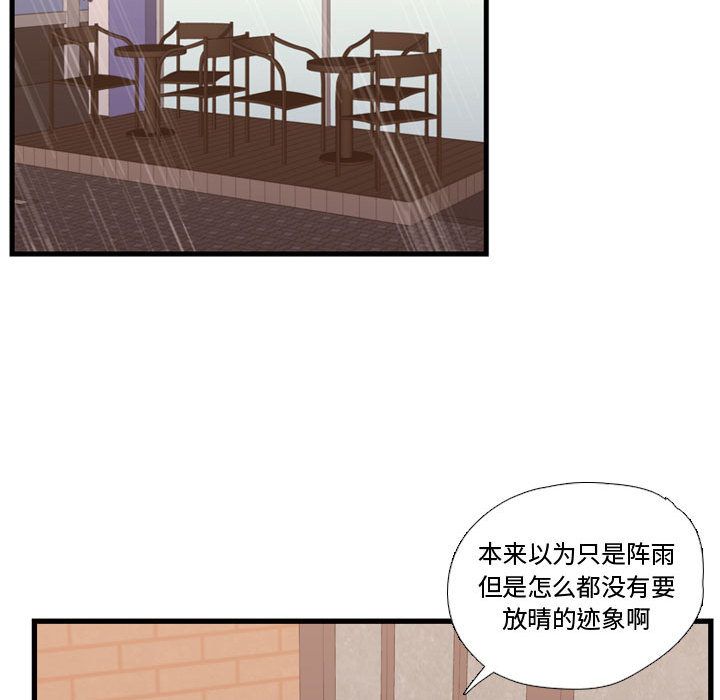 本来以为只是阵雨
但是怎么都没有要
放晴的迹象啊